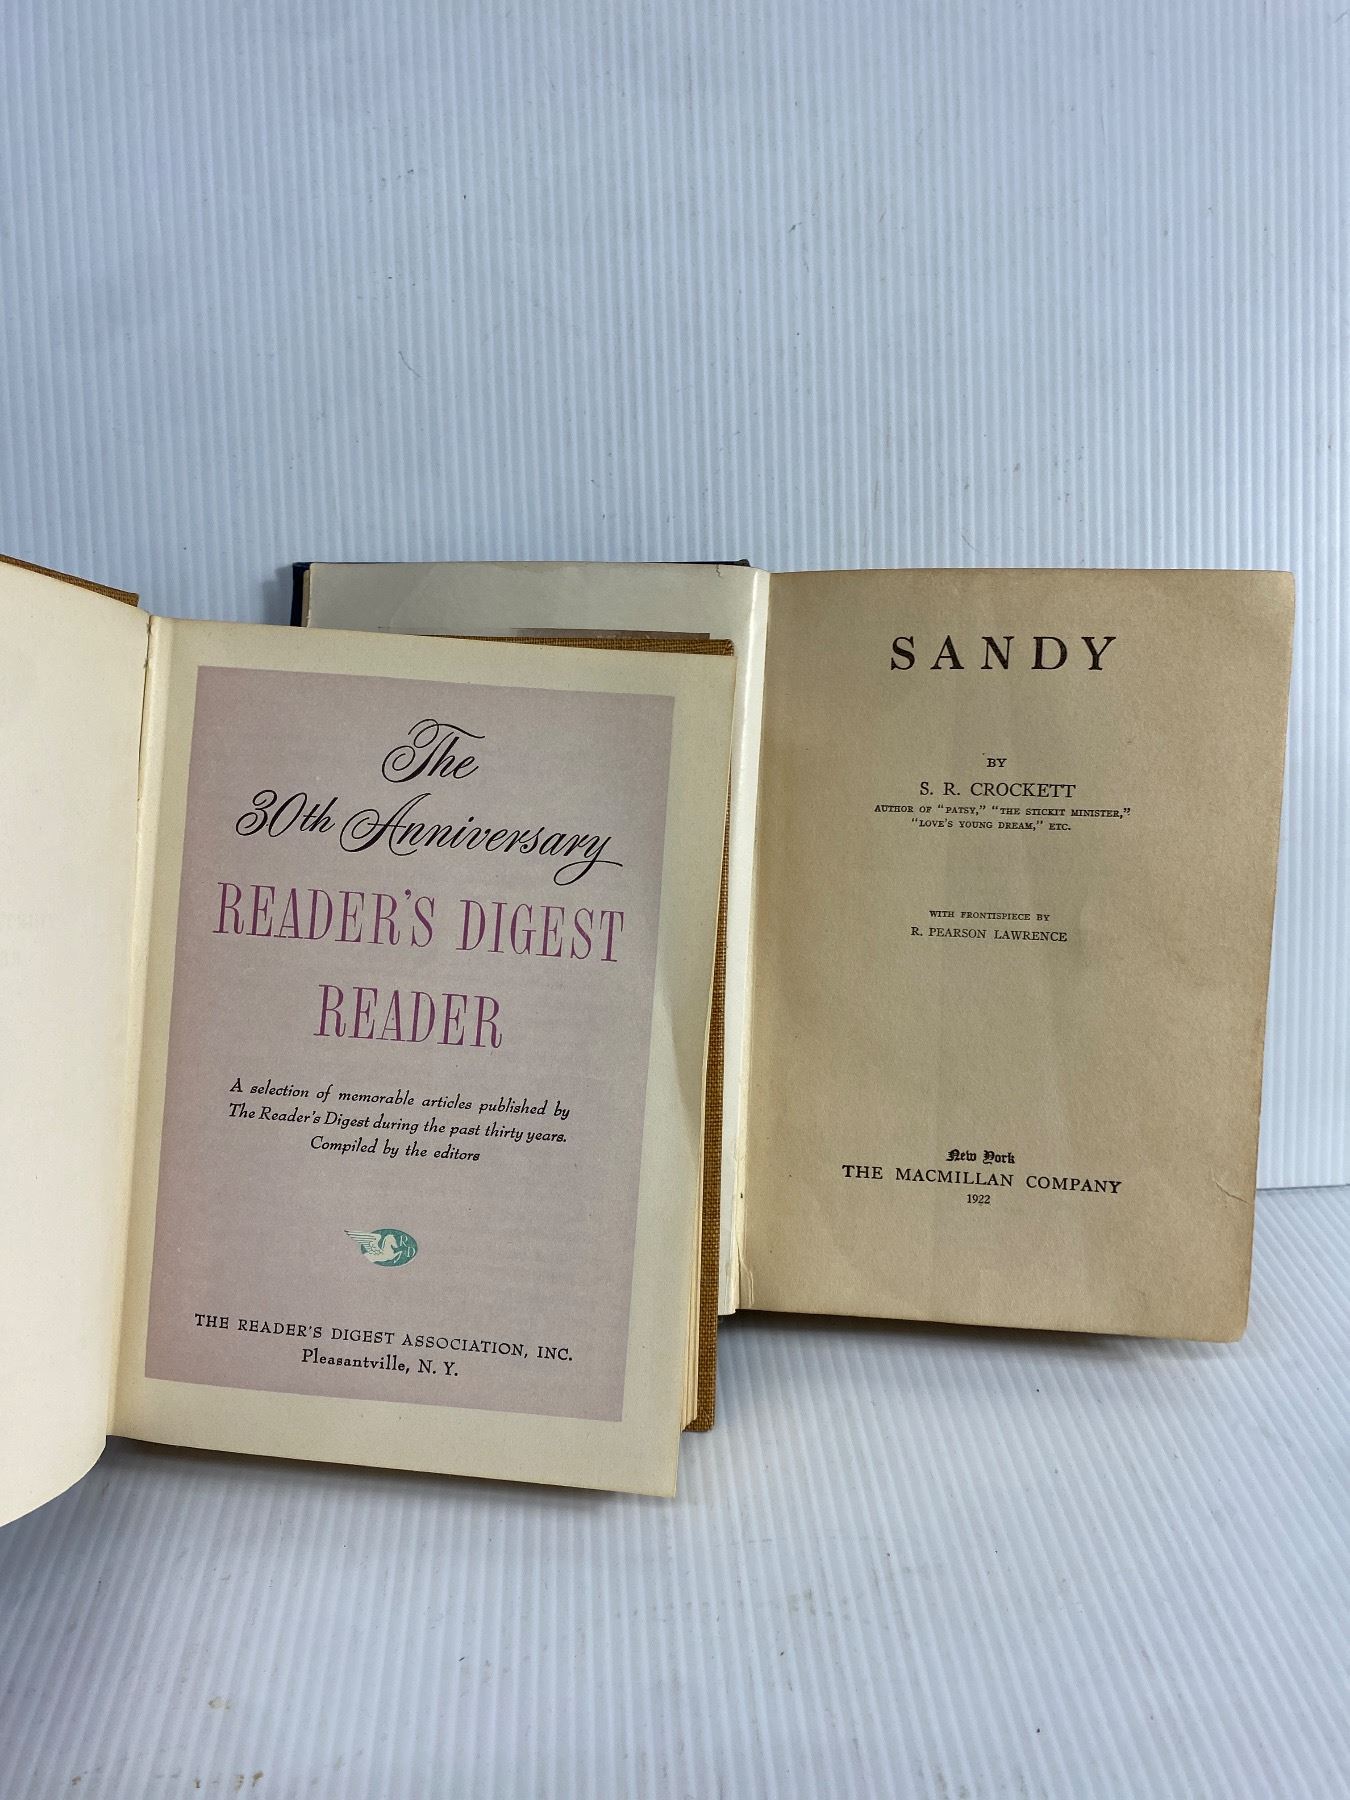 The
30th Anniversary
READER'S DIGEST
READER
A selection of memorable articles published by
The Reader's Digest during the past thirty years.
Compiled by the editors
RD
THE READER'S DIGEST ASSOCIATION, INC.
Pleasantville, N. Y.
SANDY
BY
S. R. CROCKETT
AUTHOR OF "PATSY," "THE STICKIT MINISTER,"
"LOVE'S YOUNG DREAM," ETC.
WITH FRONTISPIECE BY
R. PEARSON LAWRENCE
New York
THE MACMILLAN COMPANY
1922